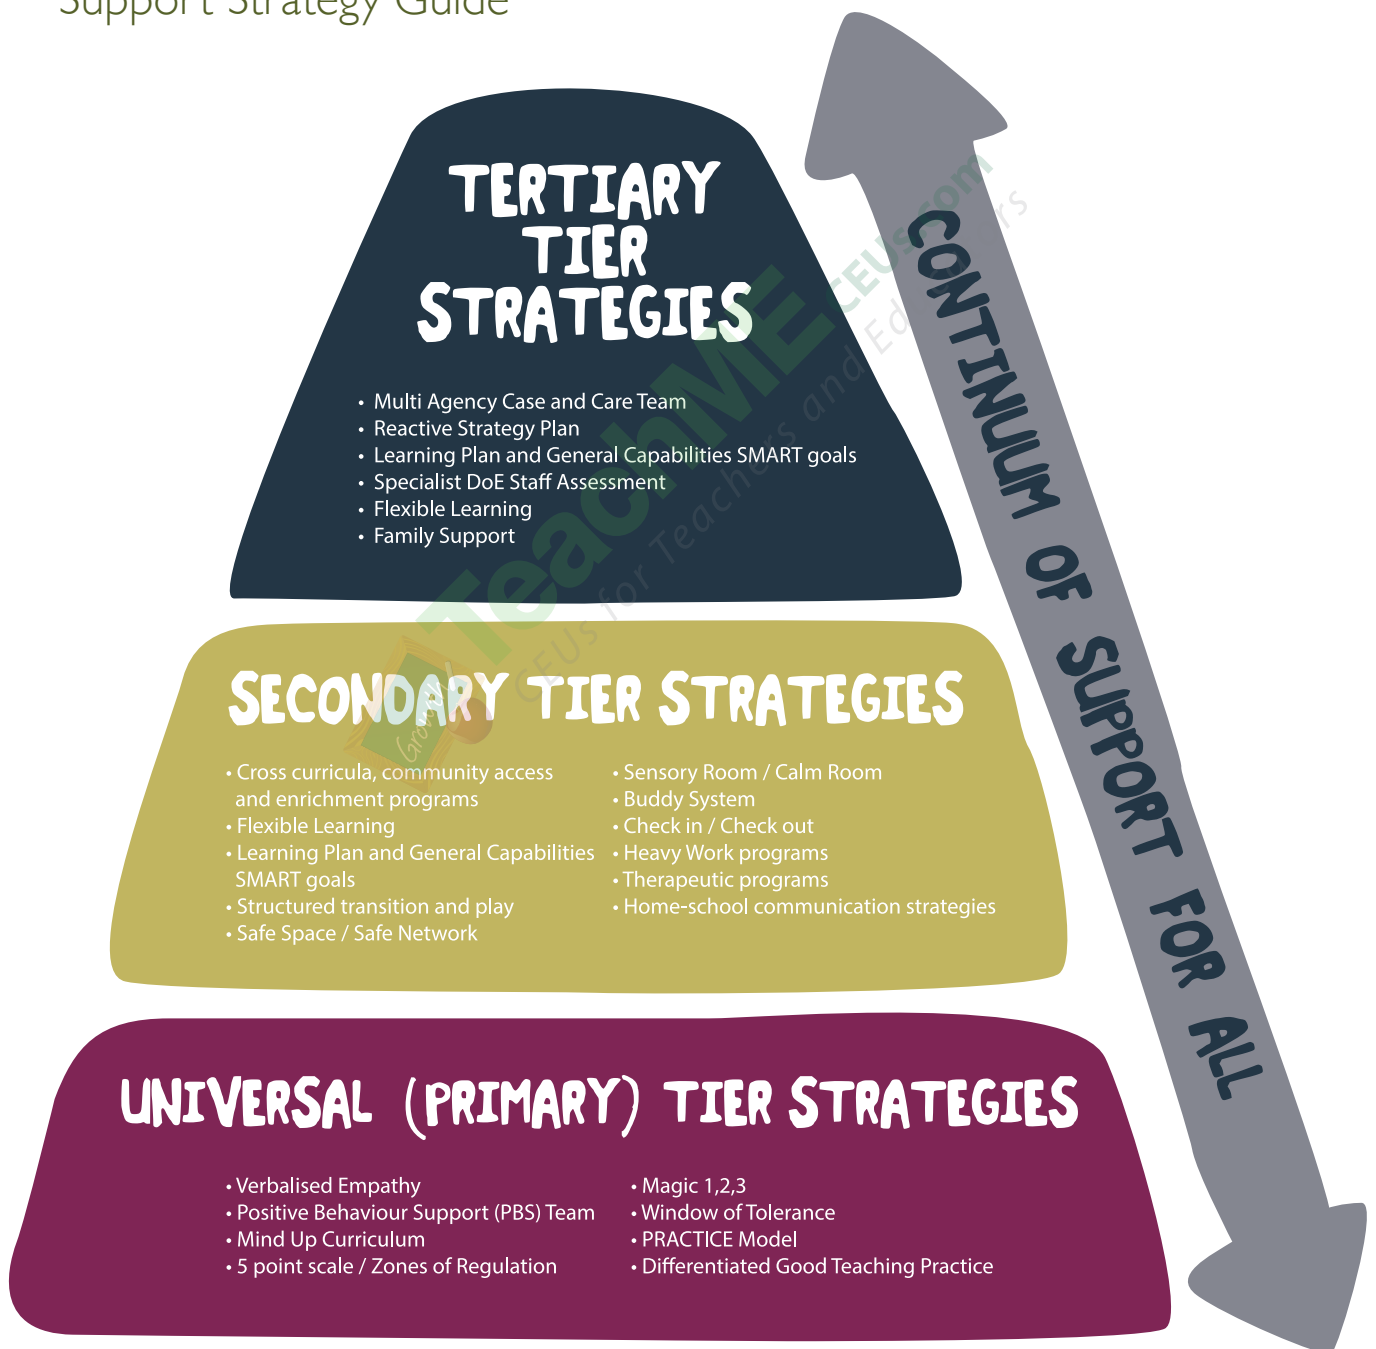 Support Strategy Guide
TERTIARY
TIER
STRATEGIES
• Multi Agency Case and Care Team
• Reactive Strategy Plan
• Learning Plan and General Capabilities SMART goals
• Specialist DoE Staff Assessment
• Flexible Learning
• Family Support
SECONDARY TIER STRATEGIES
• Cross curricula, community access
and enrichment programs
• Flexible Learning
• Learning Plan and General Capabilities
SMART goals
• Structured transition and play
• Safe Space / Safe Network
• Sensory Room / Calm Room
• Buddy System
• Check in / Check out
• Heavy Work programs
• Therapeutic programs
• Home-school communication strategies
UNIVERSAL (PRIMARY) TIER STRATEGIES
• Verbalised Empathy
• Positive Behaviour Support (PBS) Team
• Mind Up Curriculum
• 5 point scale / Zones of Regulation
• Magic 1,2,3
• Window of Tolerance
• PRACTICE Model
• Differentiated Good Teaching Practice
CONTINUUM OF SUPPORT FOR ALL
TeachME CEUs.com
CEUs for Teachers and Educators
Growth